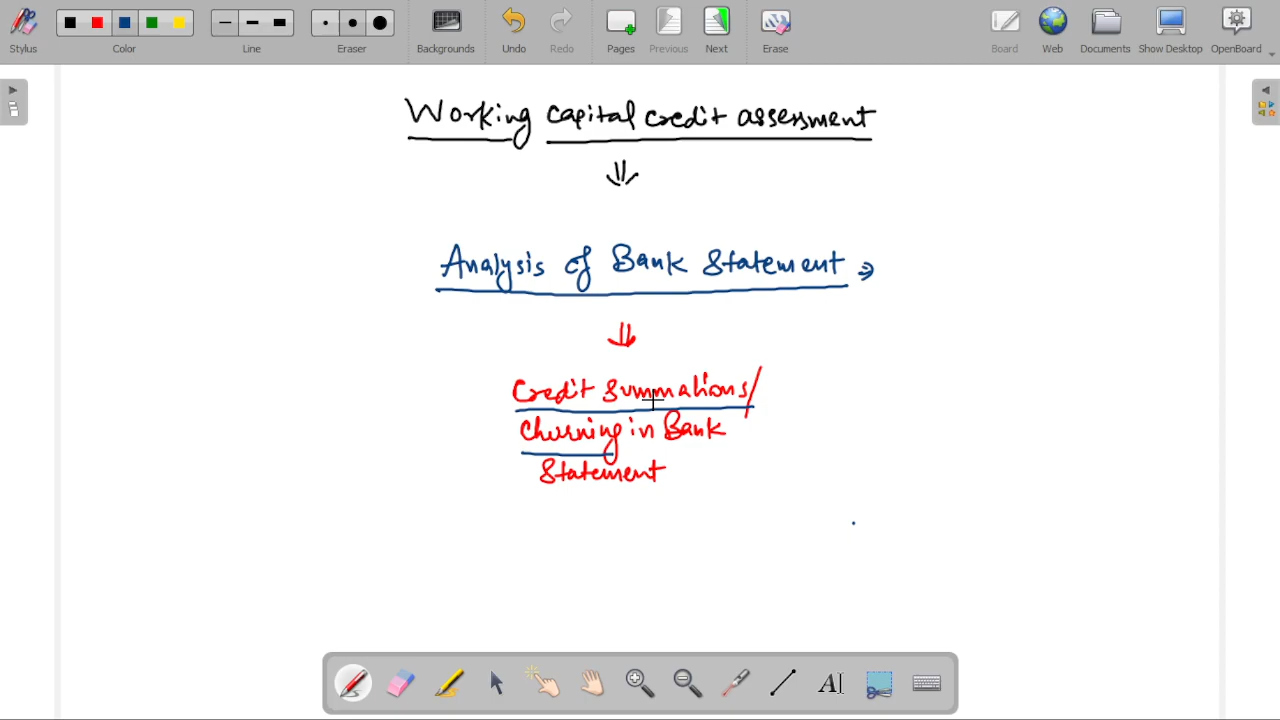 Stylus
Color
Line
Eraser
Backgrounds
Undo
Redo
Pages
Previous
Next
Erase
Board
Web
Documents
Show Desktop
OpenBoard
Working capital credit assessment
Analysis of Bank Statement
Credit Summations/
Churning in Bank
Statement